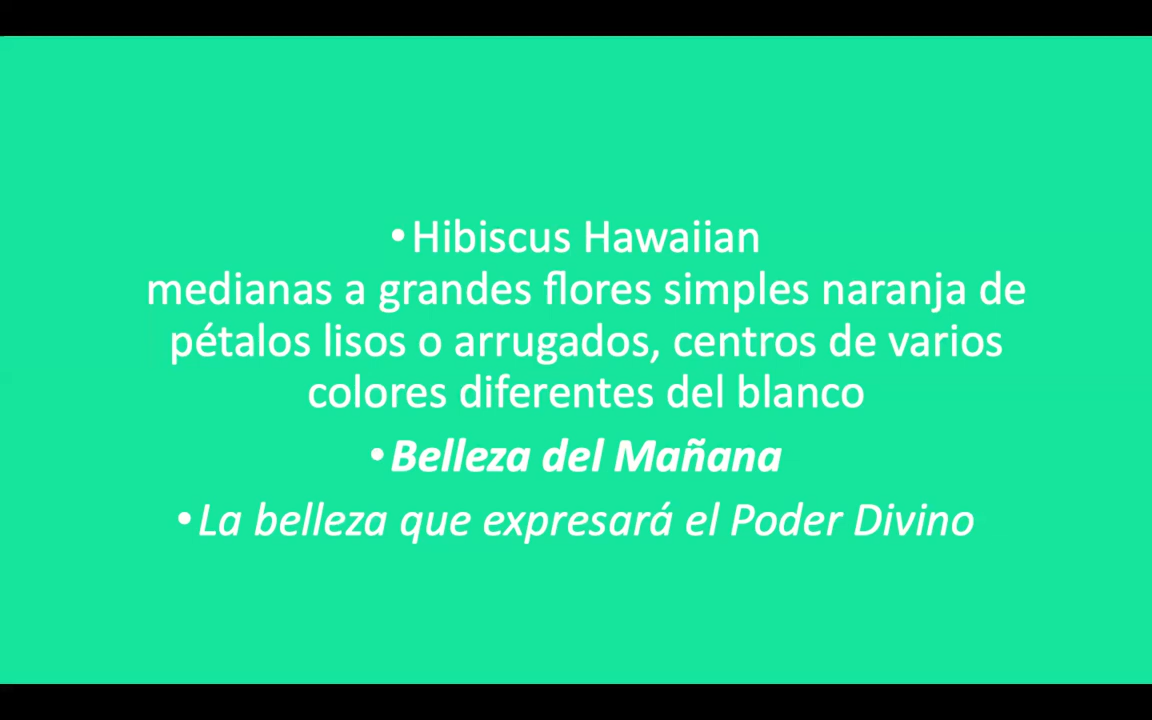 •Hibiscus Hawaiian
medianas a grandes flores simples naranja de
pétalos lisos o arrugados, centros de varios
colores diferentes del blanco
•Belleza del Mañana
•La belleza que expresará el Poder Divino